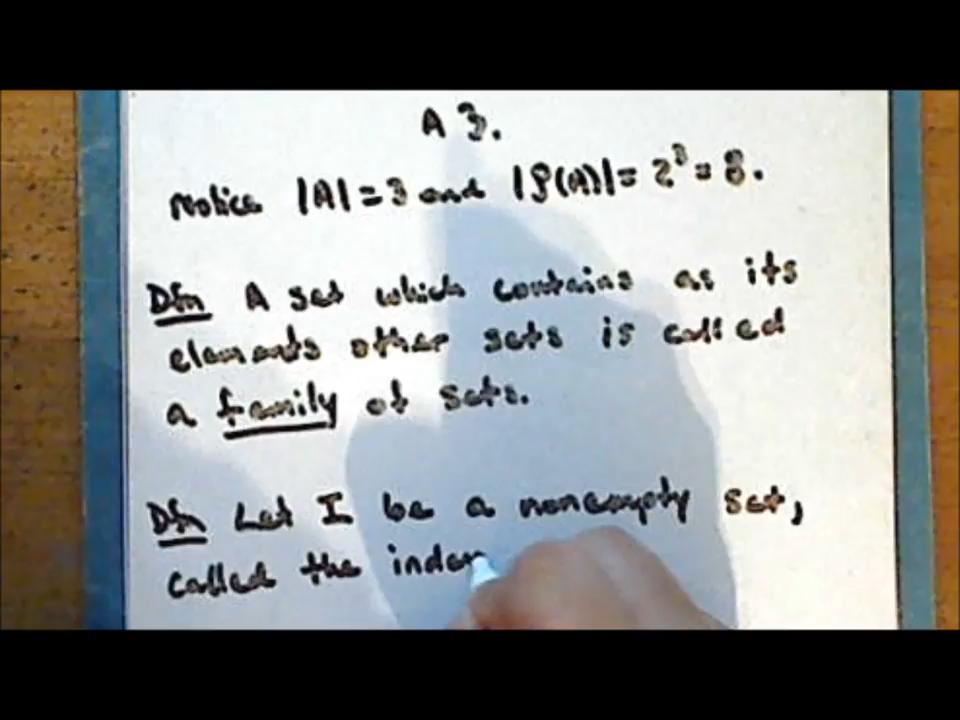 A 3.
Notice |A| = 3 and |P(A)| = 2³ = 8.
Dfn A set which contains as its
elements other sets is called
a family of sets.
Dfn Let I be a nonempty set,
called the index